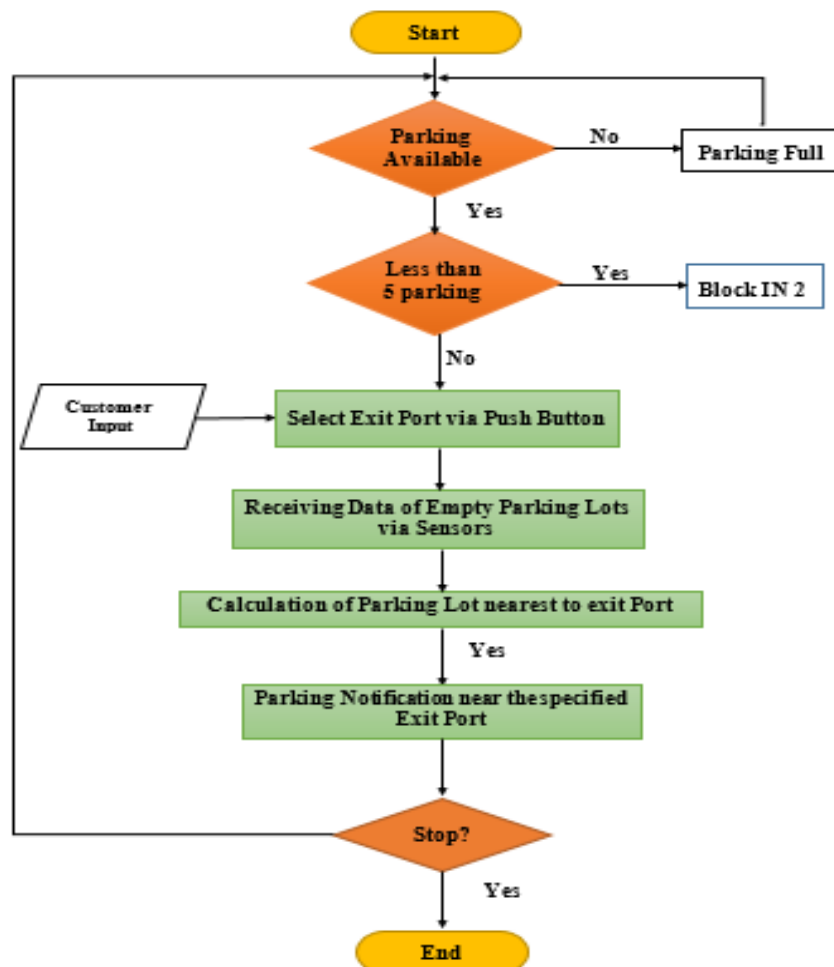 Start
Parking
Available
No
Parking Full
Yes
Less than
5 parking
Yes
Block IN 2
No
Customer
Input
Select Exit Port via Push Button
Receiving Data of Empty Parking Lots
via Sensors
Calculation of Parking Lot nearest to exit Port
Yes
Parking Notification near the specified
Exit Port
Stop?
Yes
End